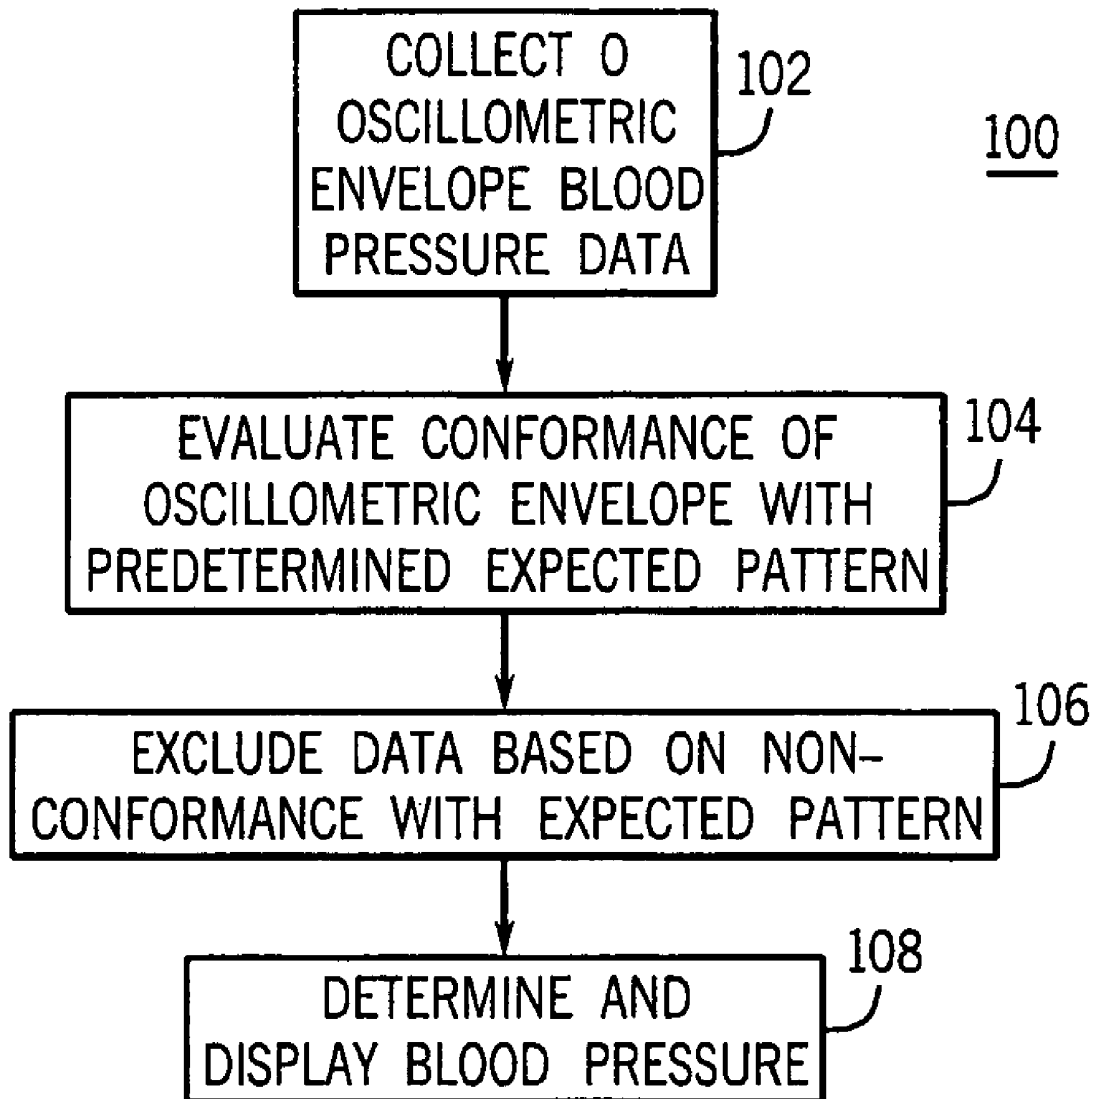 COLLECT O
OSCILLOMETRIC
ENVELOPE BLOOD
PRESSURE DATA
102
100
EVALUATE CONFORMANCE OF
OSCILLOMETRIC ENVELOPE WITH
PREDETERMINED EXPECTED PATTERN
104
EXCLUDE DATA BASED ON NON-
CONFORMANCE WITH EXPECTED PATTERN
106
DETERMINE AND
DISPLAY BLOOD PRESSURE
108